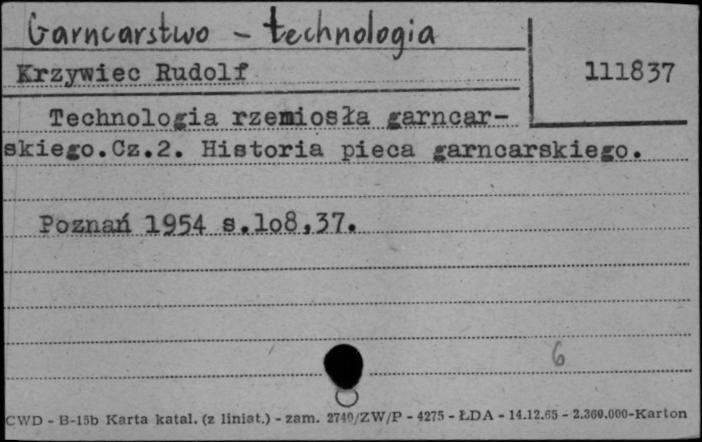 Garncarstwo - technologia
Krzywiec Rudolf
111837
Technologia rzemiosła garncar-
skiego.Cz.2. Historia pieca garncarskiego.
Poznań 1954 s.lo8,37.
6
CWD - B-15b Karta katal. (z liniat.) - zam. 2740/ZW/P - 4275 - ŁDA - 14.12.65 - 2.360.000-Karton